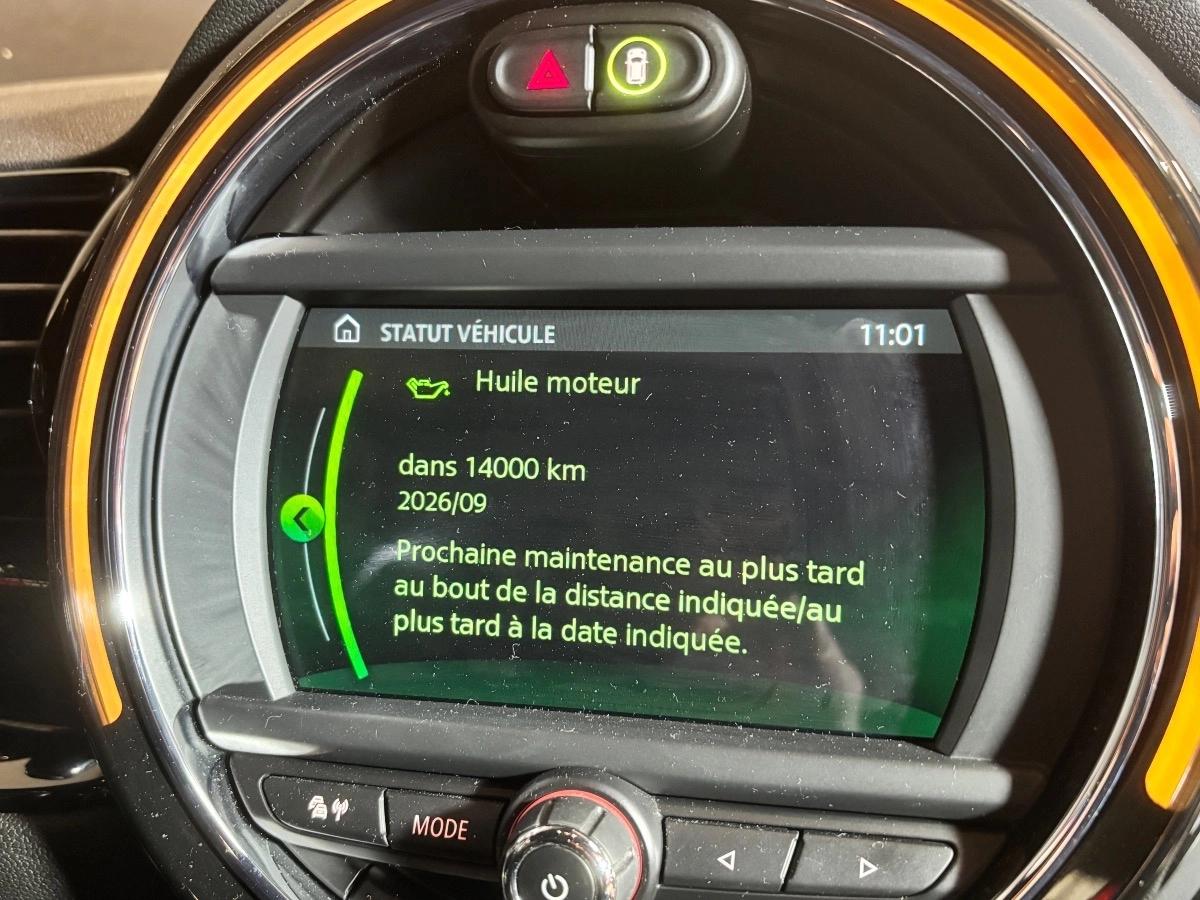 STATUT VÉHICULE 11:01
Huile moteur
dans 14000 km
2026/09
Prochaine maintenance au plus tard
au bout de la distance indiquée/au
plus tard à la date indiquée.
MODE